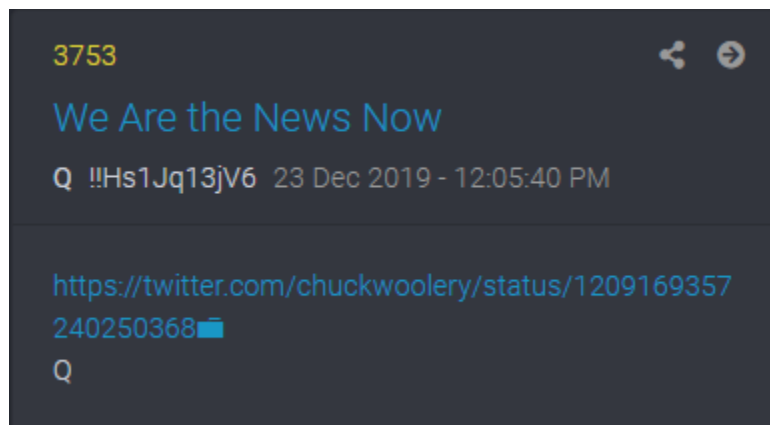 3753
We Are the News Now
Q !!Hs1Jq13jV6 23 Dec 2019 - 12:05:40 PM
https://twitter.com/chuckwoolery/status/1209169357
240250368
Q